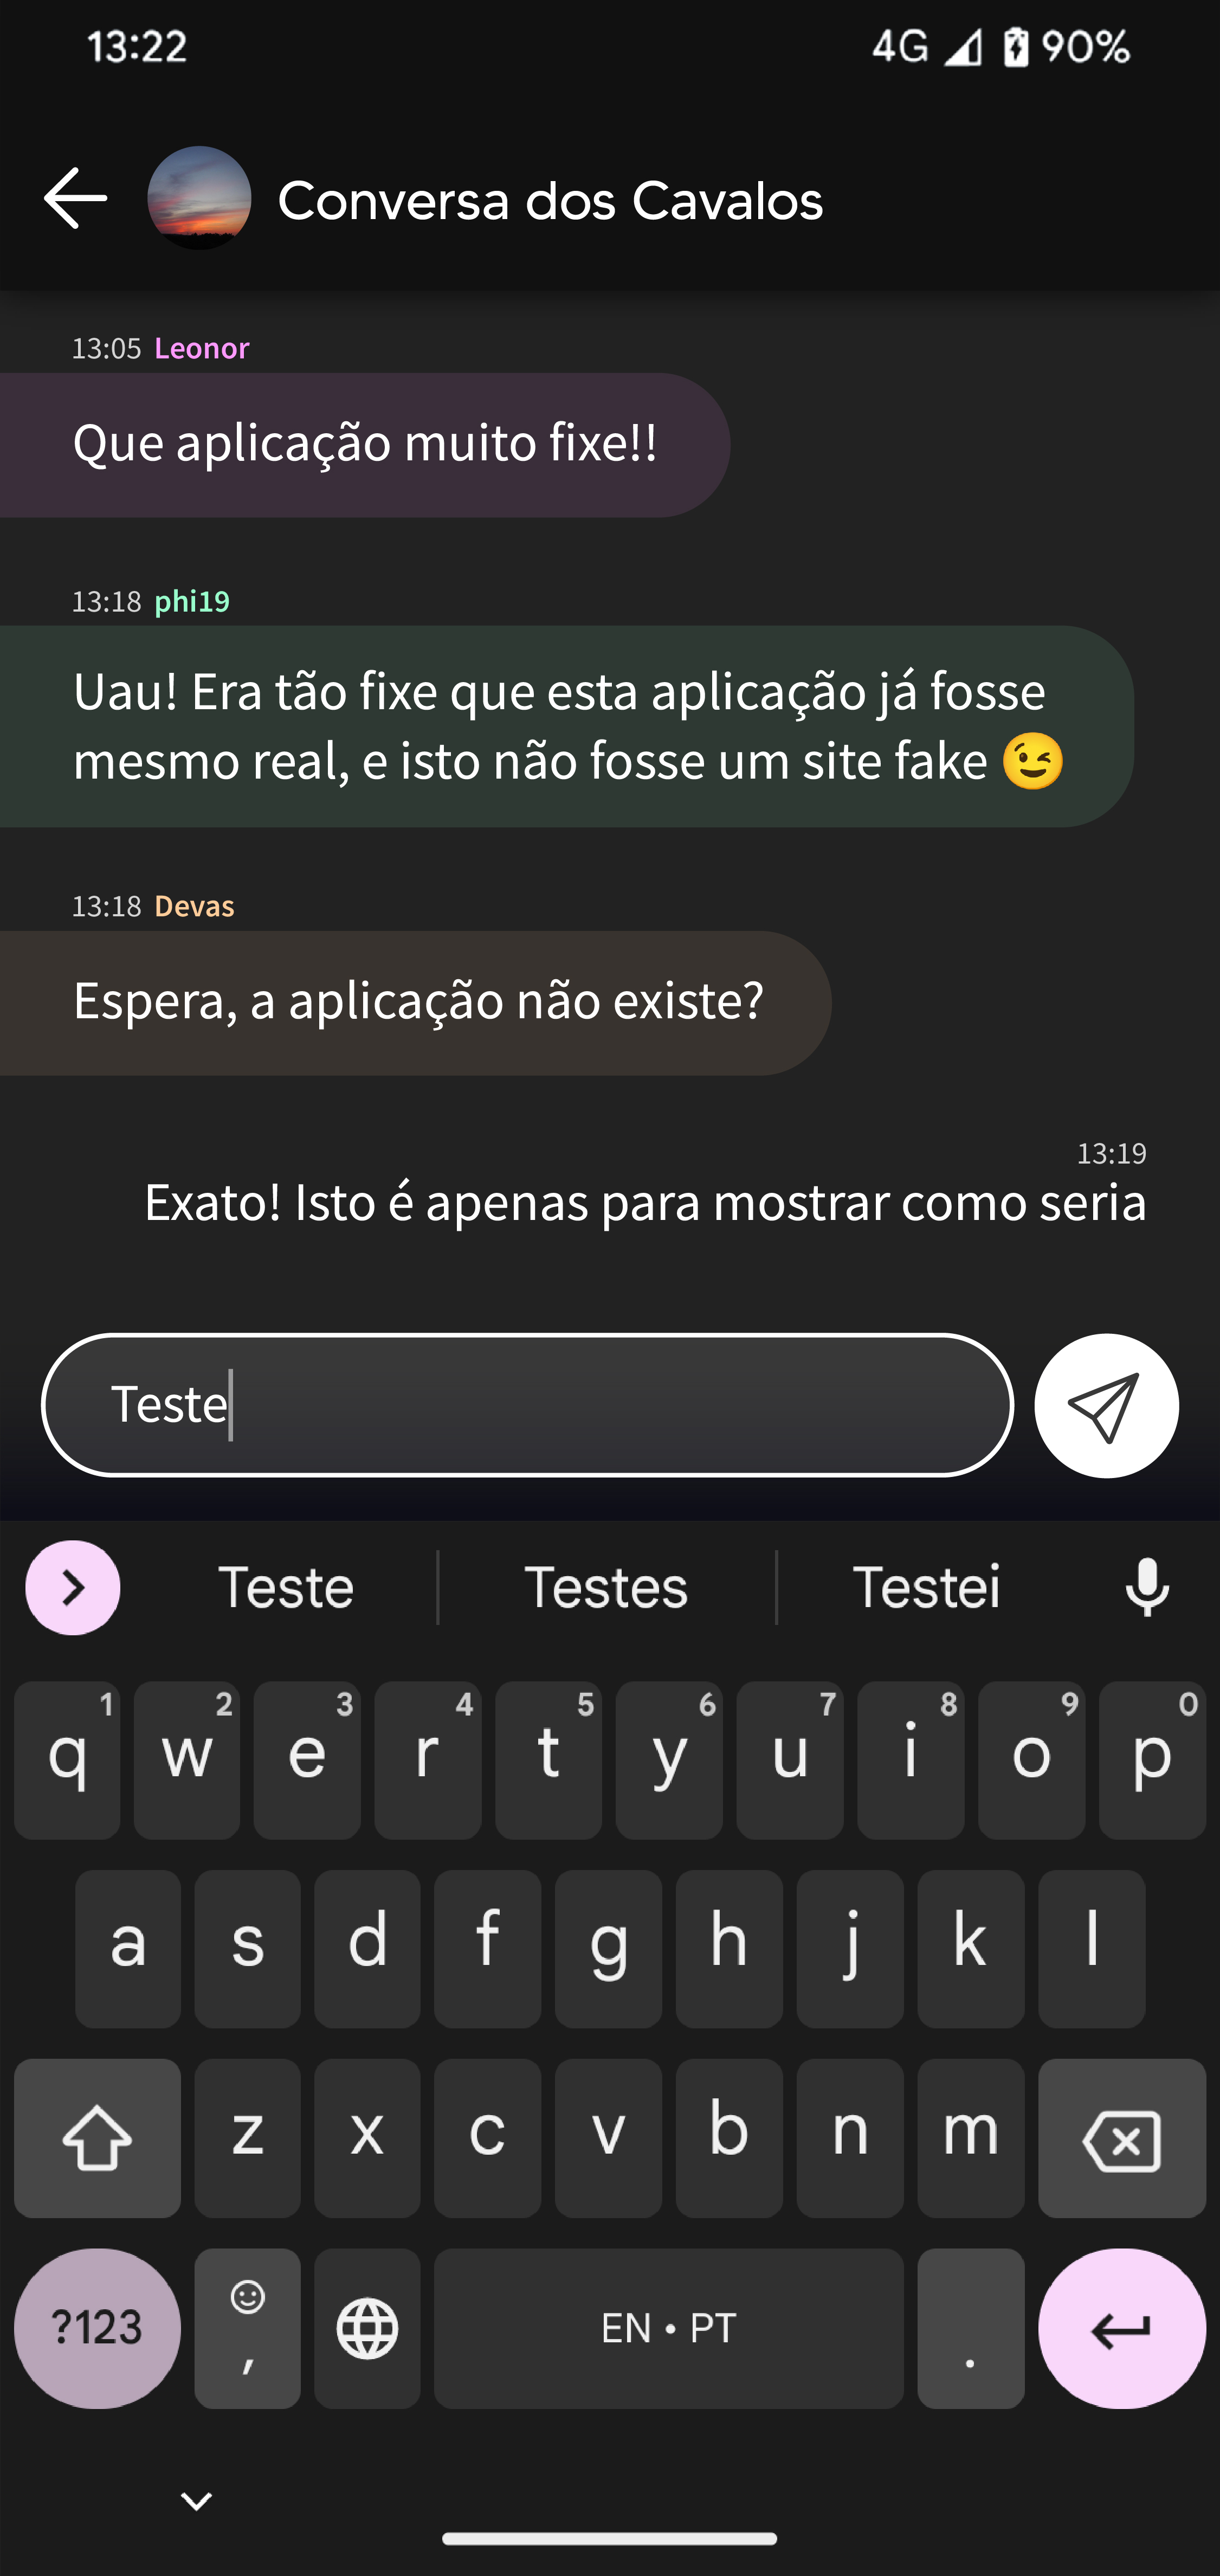 13:22
4G 90%
Conversa dos Cavalos
13:05 Leonor
Que aplicação muito fixe!!
13:18 phi19
Uau! Era tão fixe que esta aplicação já fosse
mesmo real, e isto não fosse um site fake 😉
13:18 Devas
Espera, a aplicação não existe?
13:19
Exato! Isto é apenas para mostrar como seria
Teste
Teste Testes Testei
1 2 3 4 5 6 7 8 9 0
q w e r t y u i o p
a s d f g h j k l
z x c v b n m
?123 , EN • PT .